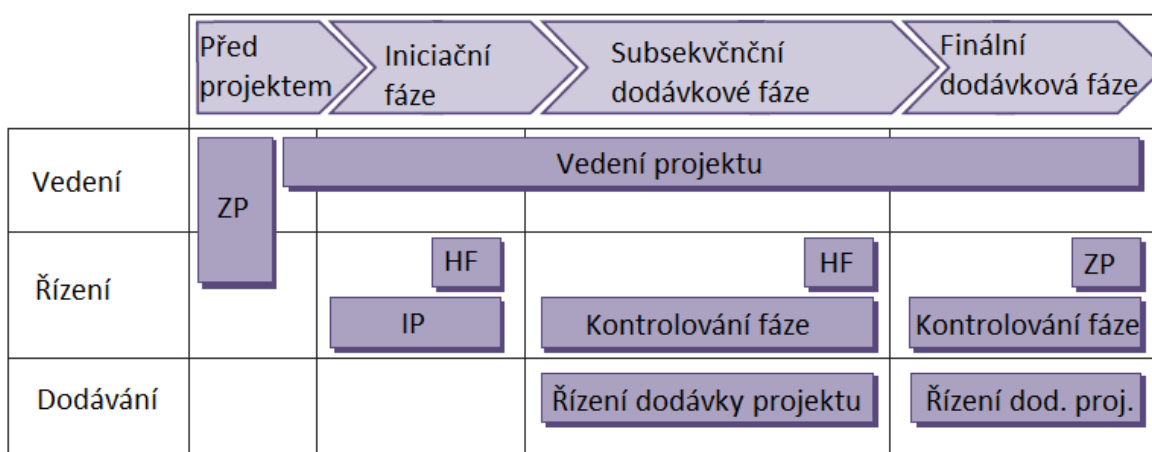 Před
projektem
Iniciační
fáze
Subsekvčnční
dodávkové fáze
Finální
dodávková fáze
Vedení
ZP
Vedení projektu
Řízení
HF
HF
ZP
IP
Kontrolování fáze
Kontrolování fáze
Dodávání
Řízení dodávky projektu
Řízení dod. proj.